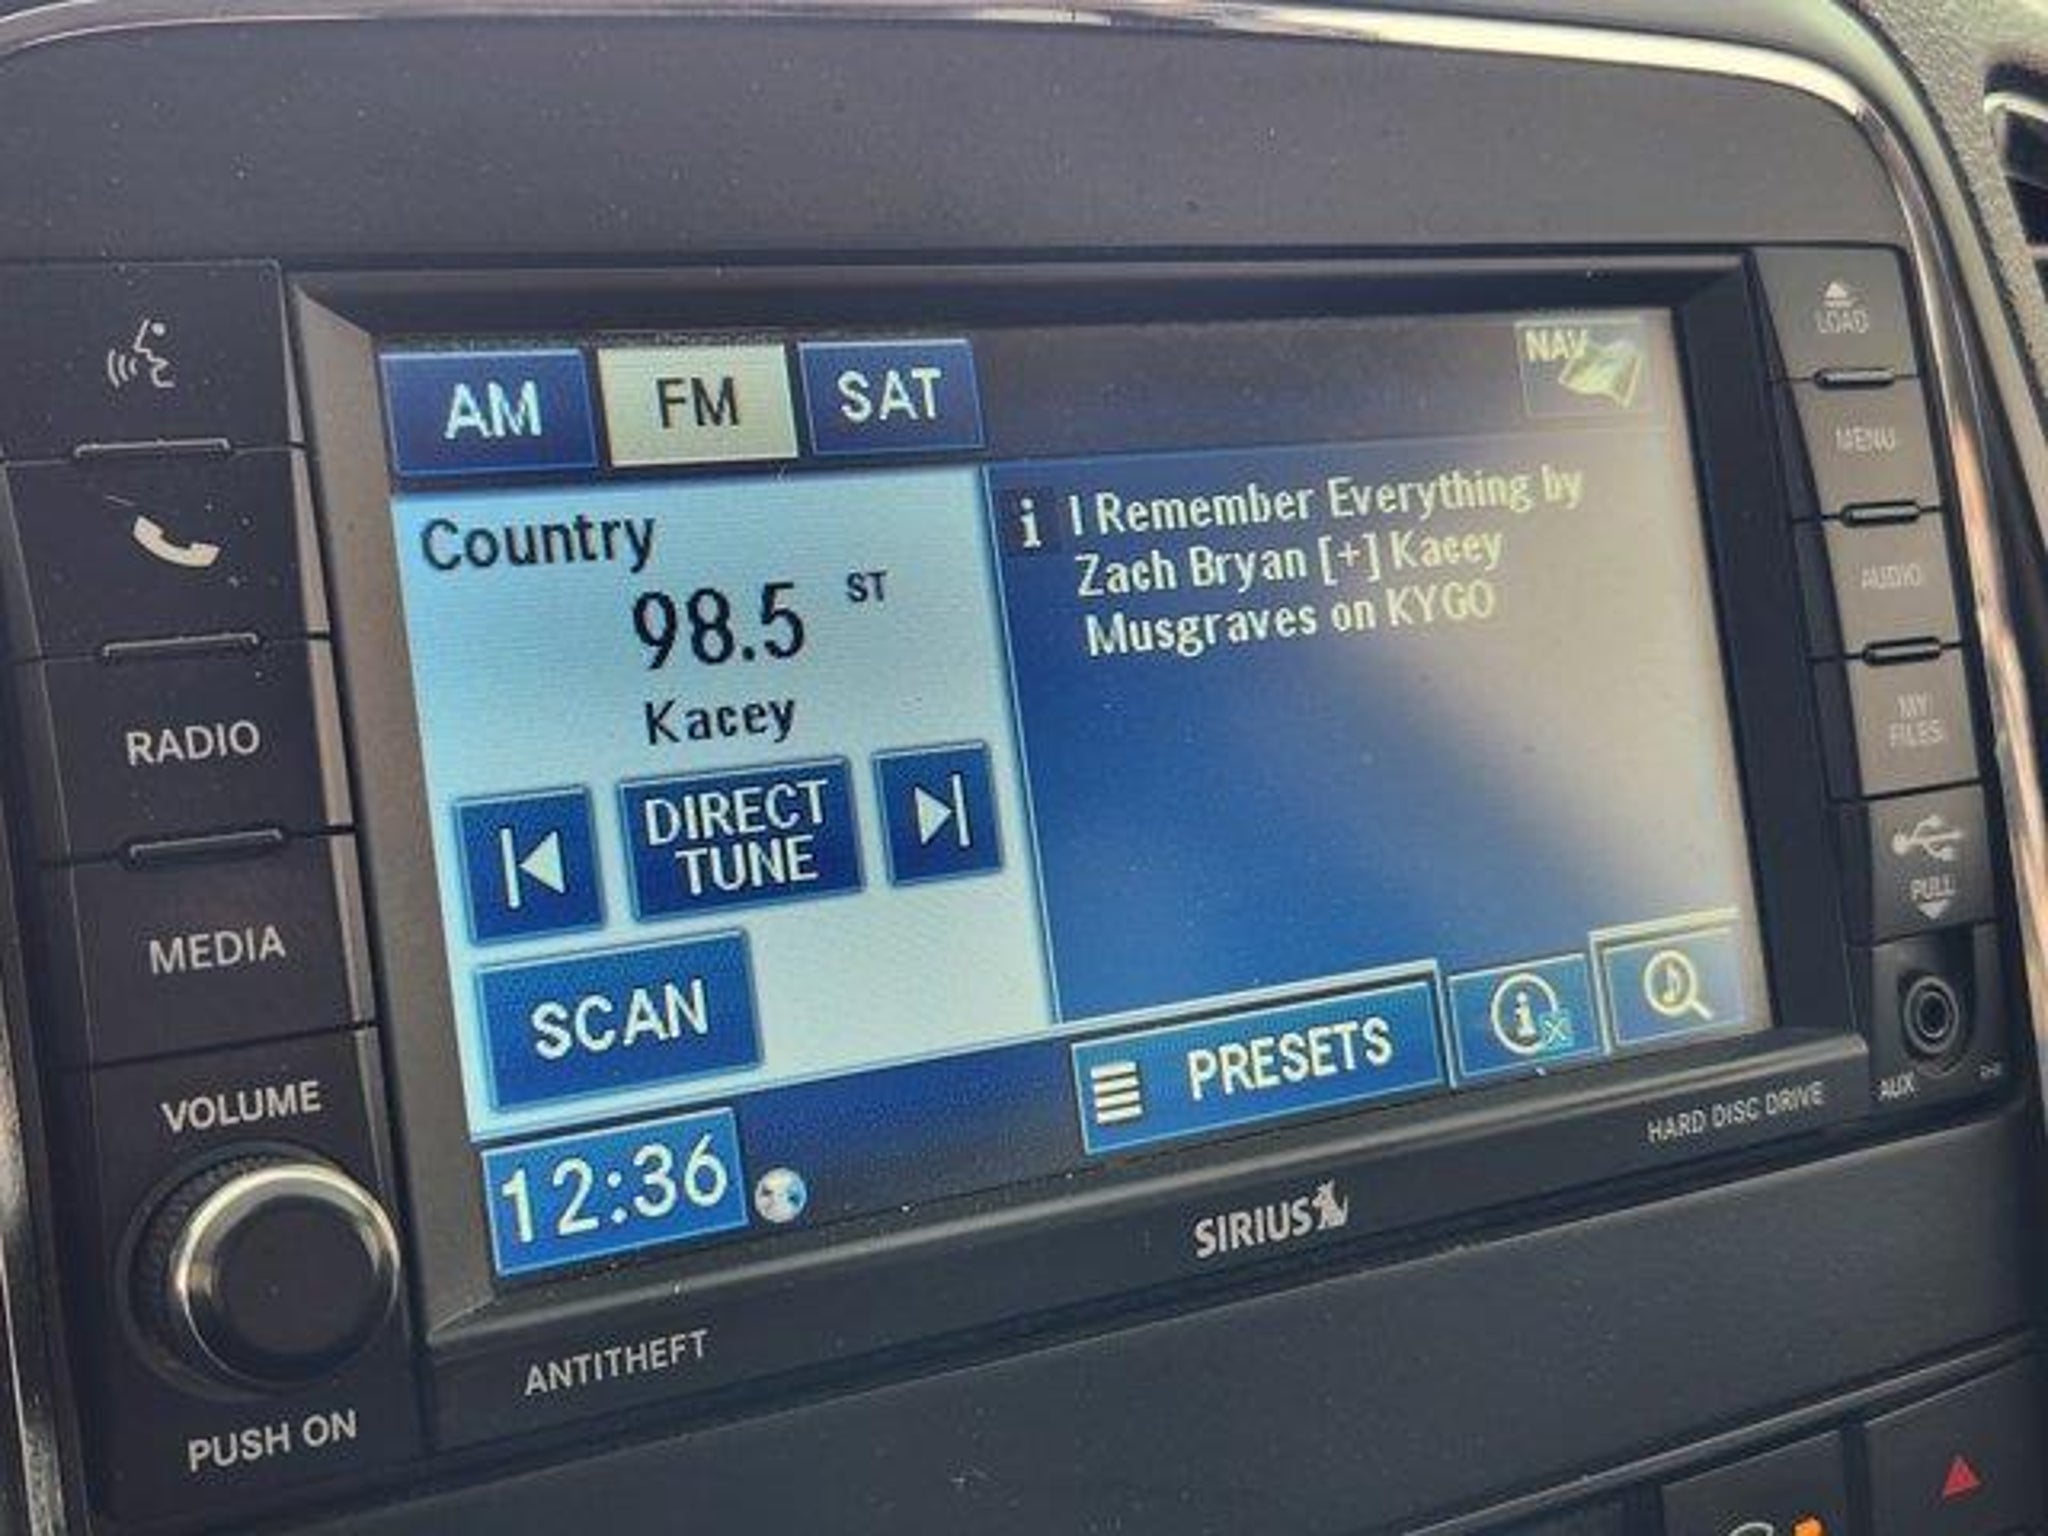 AM FM SAT
NAV
Country
98.5 ST
Kacey
DIRECT
TUNE
SCAN
i I Remember Everything by
Zach Bryan [+] Kacey
Musgraves on KYGO
PRESETS
12:36
RADIO
MEDIA
VOLUME
PUSH ON
ANTITHEFT
SIRIUS
HARD DISC DRIVE
LOAD
MENU
AUDIO
MY
FILES
PULL
AUX